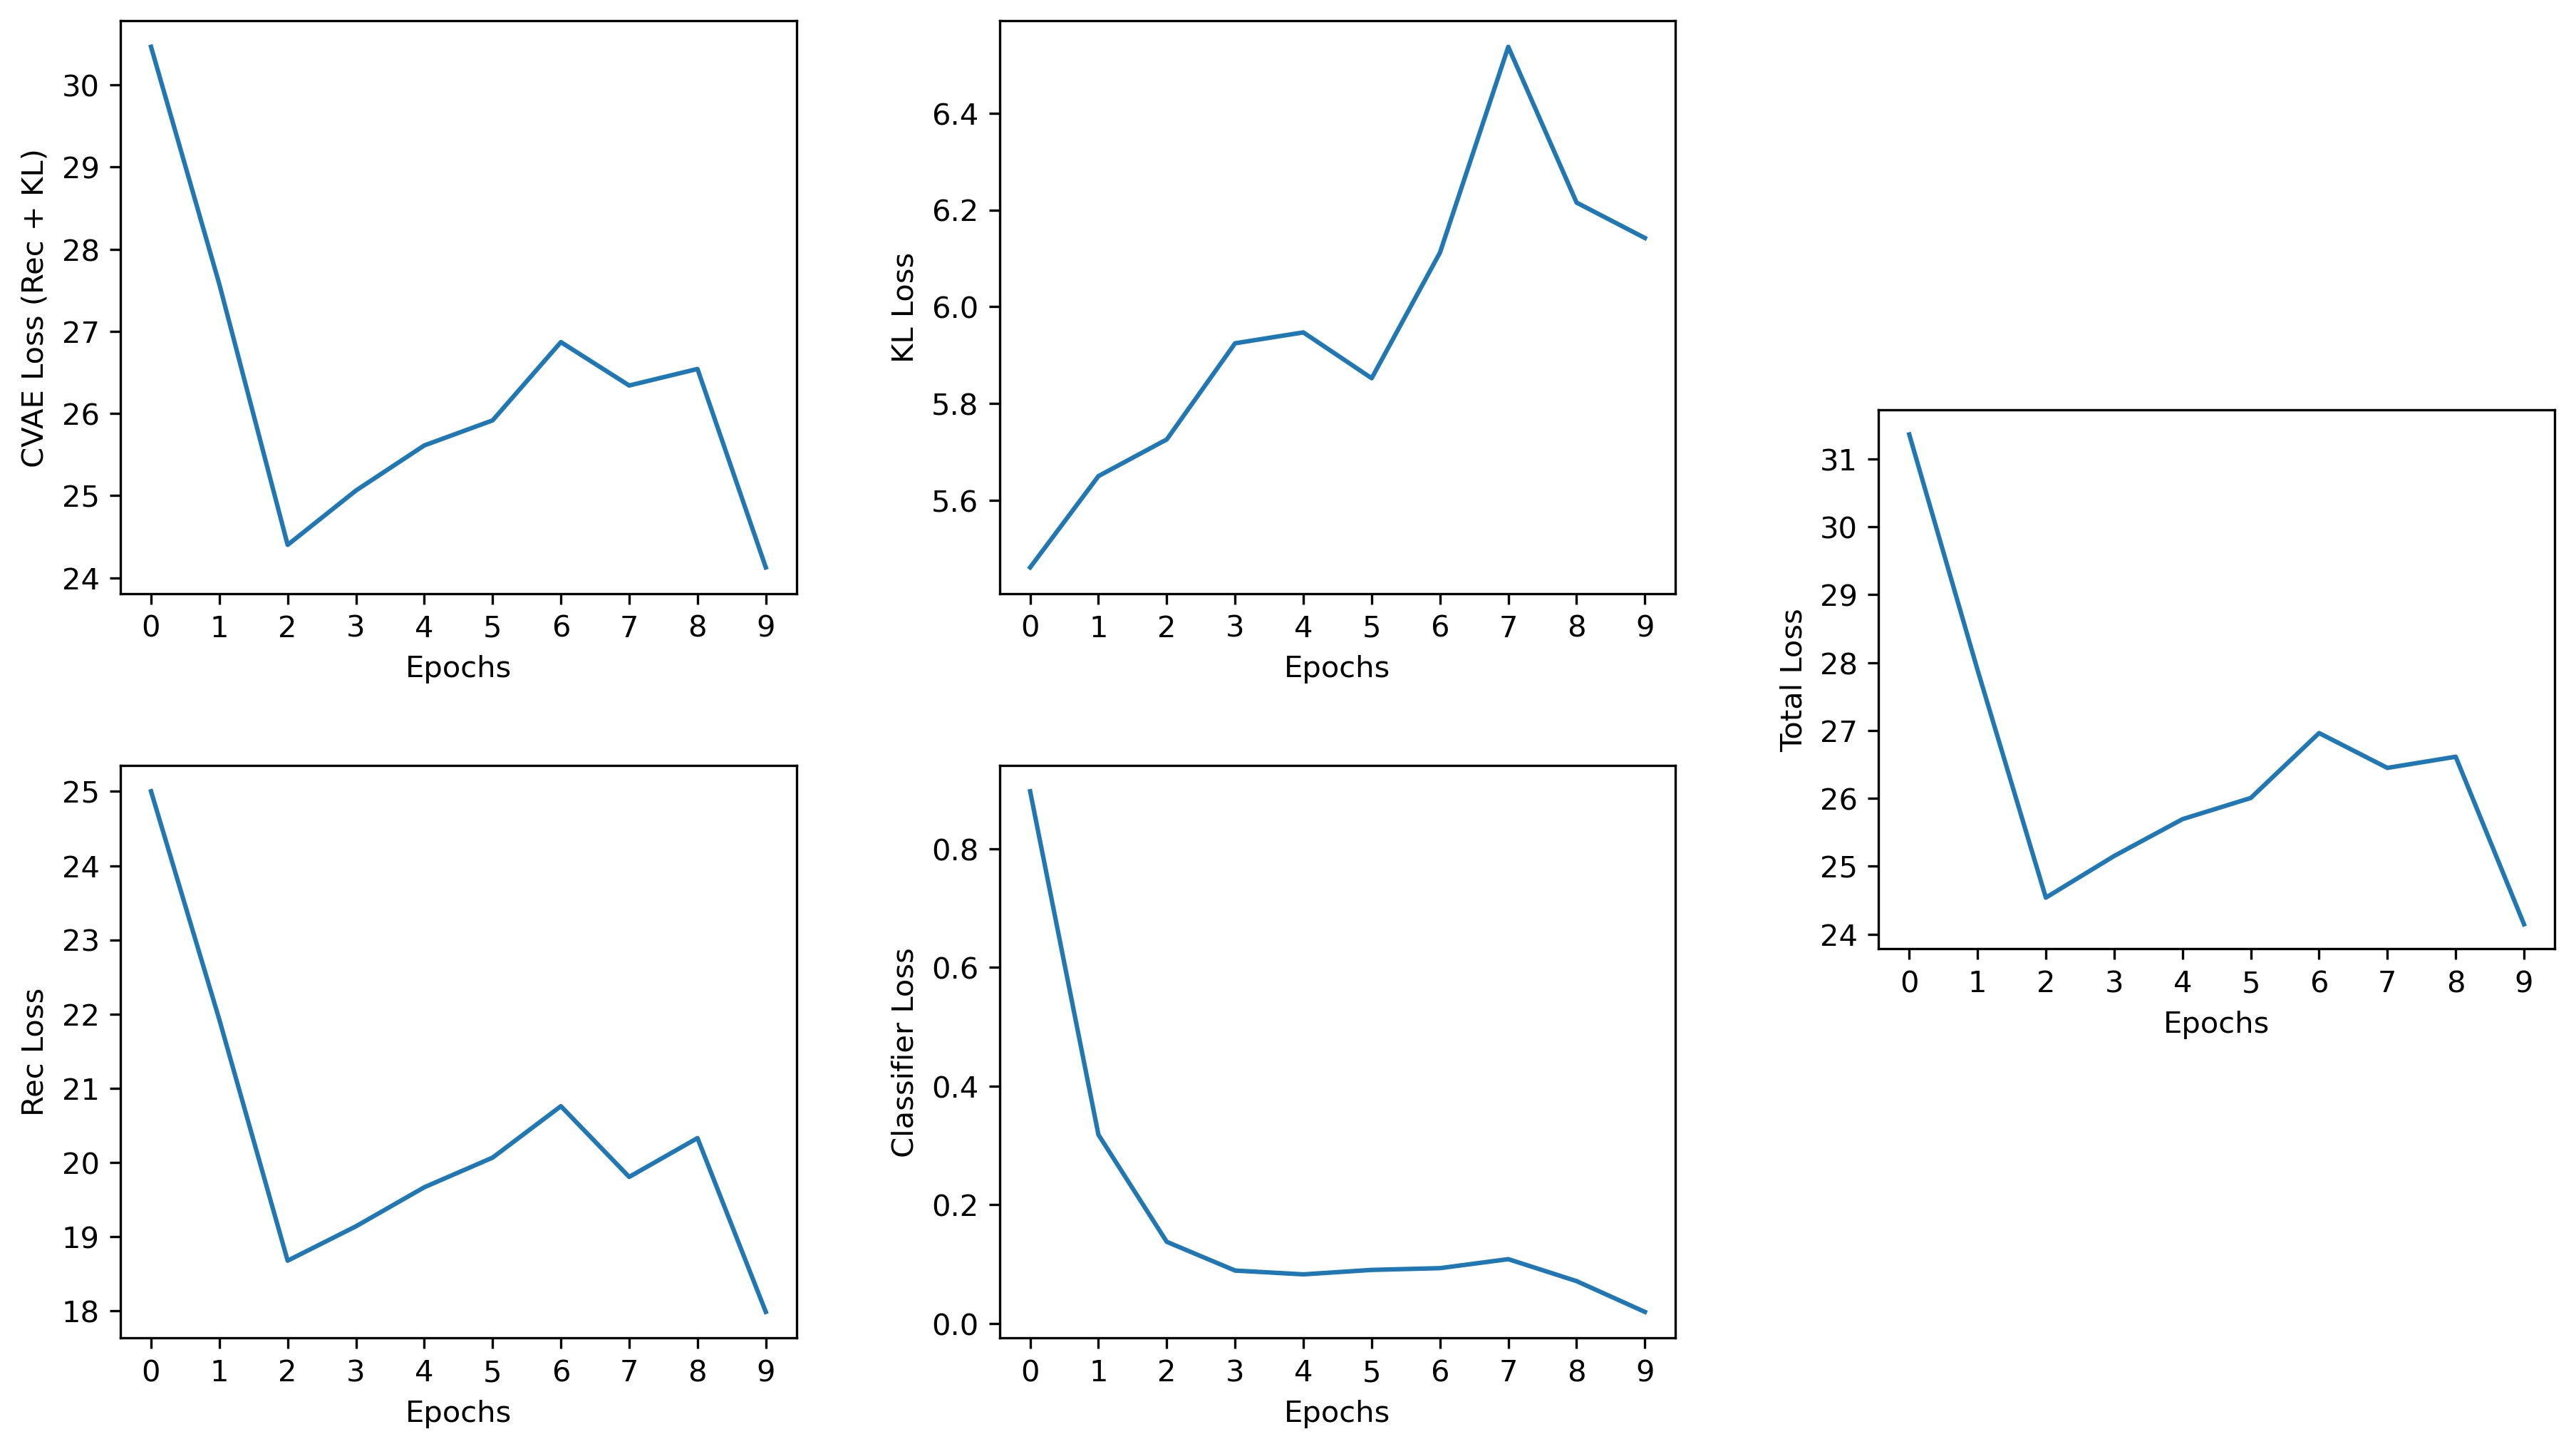 CVAE Loss (Rec + KL)
30
29
28
27
26
25
24
0 1 2 3 4 5 6 7 8 9
Epochs
KL Loss
6.4
6.2
6.0
5.8
5.6
0 1 2 3 4 5 6 7 8 9
Epochs
Rec Loss
25
24
23
22
21
20
19
18
0 1 2 3 4 5 6 7 8 9
Epochs
Classifier Loss
0.8
0.6
0.4
0.2
0.0
0 1 2 3 4 5 6 7 8 9
Epochs
Total Loss
31
30
29
28
27
26
25
24
0 1 2 3 4 5 6 7 8 9
Epochs